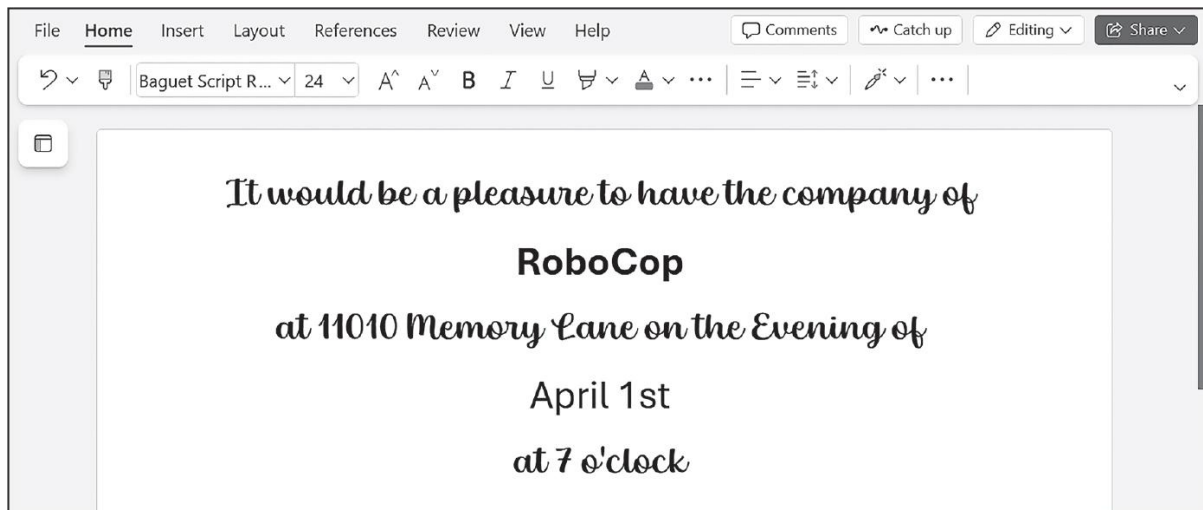 File Home Insert Layout References Review View Help Comments Catch up Editing Share
Baguet Script R... 24 A A B I U A ...  ...
It would be a pleasure to have the company of
RoboCop
at 11010 Memory Lane on the Evening of
April 1st
at 7 o'clock